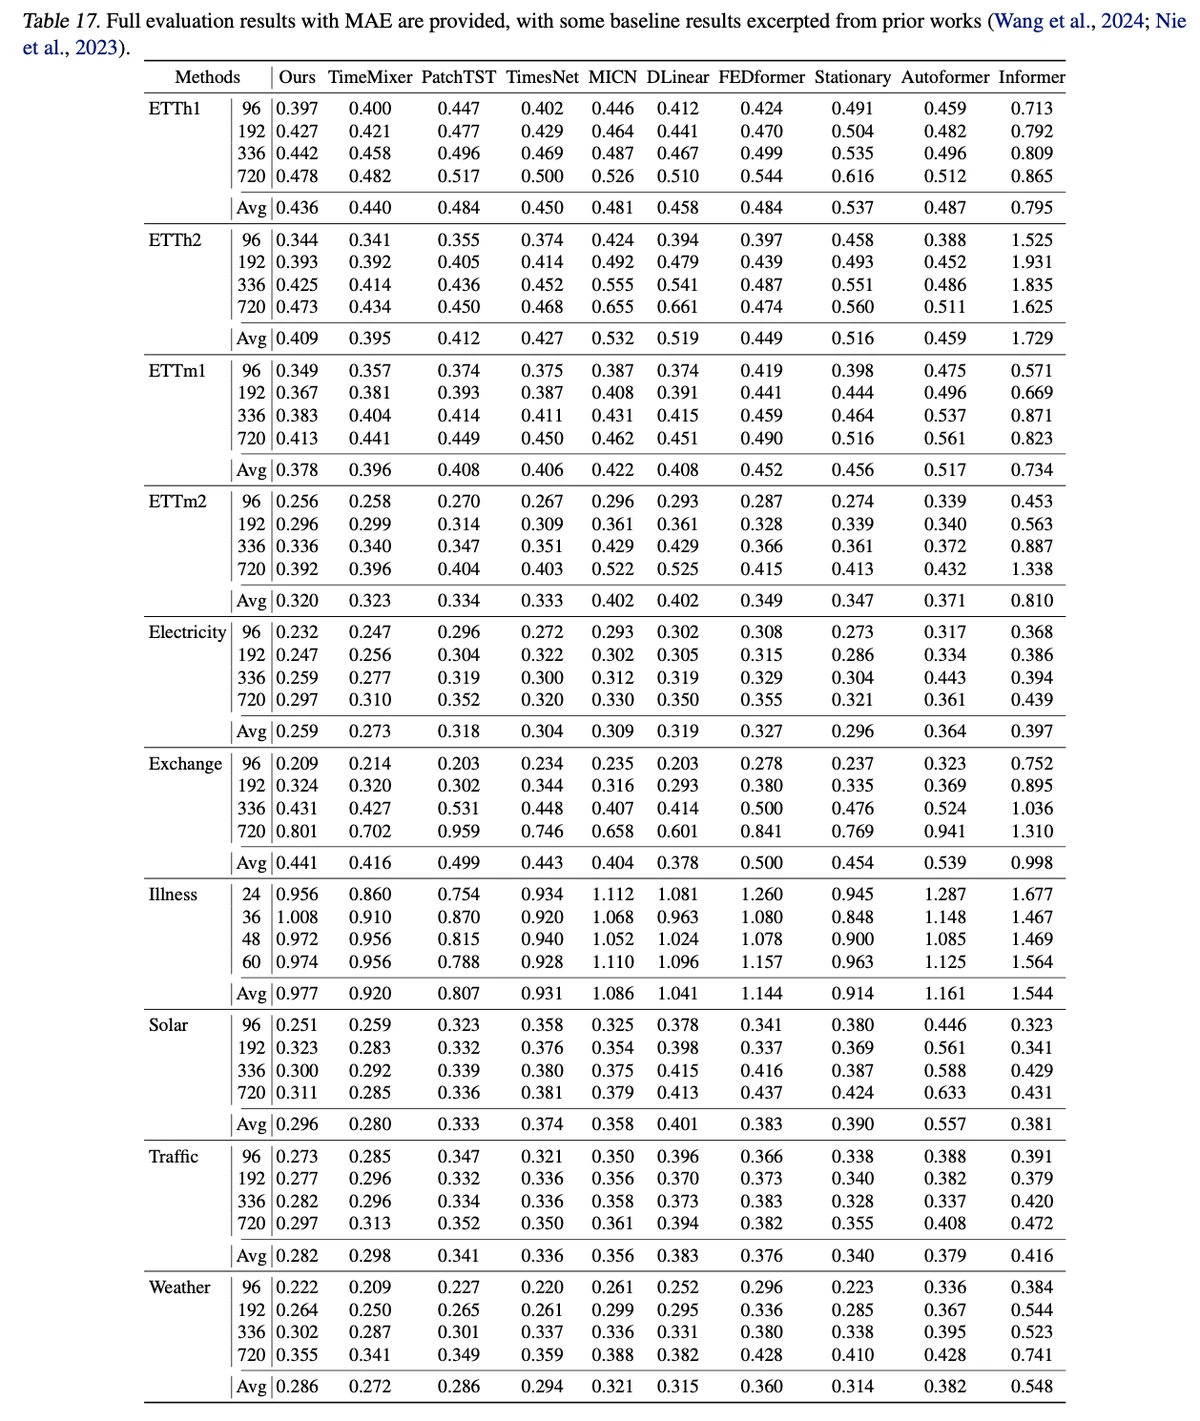 Table 17. Full evaluation results with MAE are provided, with some baseline results excerpted from prior works (Wang et al., 2024; Nie
et al., 2023).
Methods Ours TimeMixer PatchTST TimesNet MICN DLinear FEDformer Stationary Autoformer Informer
ETTh1 96 0.397 0.400 0.447 0.402 0.446 0.412 0.424 0.491 0.459 0.713
192 0.427 0.421 0.477 0.429 0.464 0.441 0.470 0.504 0.482 0.792
336 0.442 0.458 0.496 0.469 0.487 0.467 0.499 0.535 0.496 0.809
720 0.478 0.482 0.517 0.500 0.526 0.510 0.544 0.616 0.512 0.865
Avg 0.436 0.440 0.484 0.450 0.481 0.458 0.484 0.537 0.487 0.795
ETTh2 96 0.344 0.341 0.355 0.374 0.424 0.394 0.397 0.458 0.388 1.525
192 0.393 0.392 0.405 0.414 0.492 0.479 0.439 0.493 0.452 1.931
336 0.425 0.414 0.436 0.452 0.555 0.541 0.487 0.551 0.486 1.835
720 0.473 0.434 0.450 0.468 0.655 0.661 0.474 0.560 0.511 1.625
Avg 0.409 0.395 0.412 0.427 0.532 0.519 0.449 0.516 0.459 1.729
ETTm1 96 0.349 0.357 0.374 0.375 0.387 0.374 0.419 0.398 0.475 0.571
192 0.367 0.381 0.393 0.387 0.408 0.391 0.441 0.444 0.496 0.669
336 0.383 0.404 0.414 0.411 0.431 0.415 0.459 0.464 0.537 0.871
720 0.413 0.441 0.449 0.450 0.462 0.451 0.490 0.516 0.561 0.823
Avg 0.378 0.396 0.408 0.406 0.422 0.408 0.452 0.456 0.517 0.734
ETTm2 96 0.256 0.258 0.270 0.267 0.296 0.293 0.287 0.274 0.339 0.453
192 0.296 0.299 0.314 0.309 0.361 0.361 0.328 0.339 0.340 0.563
336 0.336 0.340 0.347 0.351 0.429 0.429 0.366 0.361 0.372 0.887
720 0.392 0.396 0.404 0.403 0.522 0.525 0.415 0.413 0.432 1.338
Avg 0.320 0.323 0.334 0.333 0.402 0.402 0.349 0.347 0.371 0.810
Electricity 96 0.232 0.247 0.296 0.272 0.293 0.302 0.308 0.273 0.317 0.368
192 0.247 0.256 0.304 0.322 0.302 0.305 0.315 0.286 0.334 0.386
336 0.259 0.277 0.319 0.300 0.312 0.319 0.329 0.304 0.443 0.394
720 0.297 0.310 0.352 0.320 0.330 0.350 0.355 0.321 0.361 0.439
Avg 0.259 0.273 0.318 0.304 0.309 0.319 0.327 0.296 0.364 0.397
Exchange 96 0.209 0.214 0.203 0.234 0.235 0.203 0.278 0.237 0.323 0.752
192 0.324 0.320 0.302 0.344 0.316 0.293 0.380 0.335 0.369 0.895
336 0.431 0.427 0.531 0.448 0.407 0.414 0.500 0.476 0.524 1.036
720 0.801 0.702 0.959 0.746 0.658 0.601 0.841 0.769 0.941 1.310
Avg 0.441 0.416 0.499 0.443 0.404 0.378 0.500 0.454 0.539 0.998
Illness 24 0.956 0.860 0.754 0.934 1.112 1.081 1.260 0.945 1.287 1.677
36 1.008 0.910 0.870 0.920 1.068 0.963 1.080 0.848 1.148 1.467
48 0.972 0.956 0.815 0.940 1.052 1.024 1.078 0.900 1.085 1.469
60 0.974 0.956 0.788 0.928 1.110 1.096 1.157 0.963 1.125 1.564
Avg 0.977 0.920 0.807 0.931 1.086 1.041 1.144 0.914 1.161 1.544
Solar 96 0.251 0.259 0.323 0.358 0.325 0.378 0.341 0.380 0.446 0.323
192 0.323 0.283 0.332 0.376 0.354 0.398 0.337 0.369 0.561 0.341
336 0.300 0.292 0.339 0.380 0.375 0.415 0.416 0.387 0.588 0.429
720 0.311 0.285 0.336 0.381 0.379 0.413 0.437 0.424 0.633 0.431
Avg 0.296 0.280 0.333 0.374 0.358 0.401 0.383 0.390 0.557 0.381
Traffic 96 0.273 0.285 0.347 0.321 0.350 0.396 0.366 0.338 0.388 0.391
192 0.277 0.296 0.332 0.336 0.356 0.370 0.373 0.340 0.382 0.379
336 0.282 0.296 0.334 0.336 0.358 0.373 0.383 0.328 0.337 0.420
720 0.297 0.313 0.352 0.350 0.361 0.394 0.382 0.355 0.408 0.472
Avg 0.282 0.298 0.341 0.336 0.356 0.383 0.376 0.340 0.379 0.416
Weather 96 0.222 0.209 0.227 0.220 0.261 0.252 0.296 0.223 0.336 0.384
192 0.264 0.250 0.265 0.261 0.299 0.295 0.336 0.285 0.367 0.544
336 0.302 0.287 0.301 0.337 0.336 0.331 0.380 0.338 0.395 0.523
720 0.355 0.341 0.349 0.359 0.388 0.382 0.428 0.410 0.428 0.741
Avg 0.286 0.272 0.286 0.294 0.321 0.315 0.360 0.314 0.382 0.548